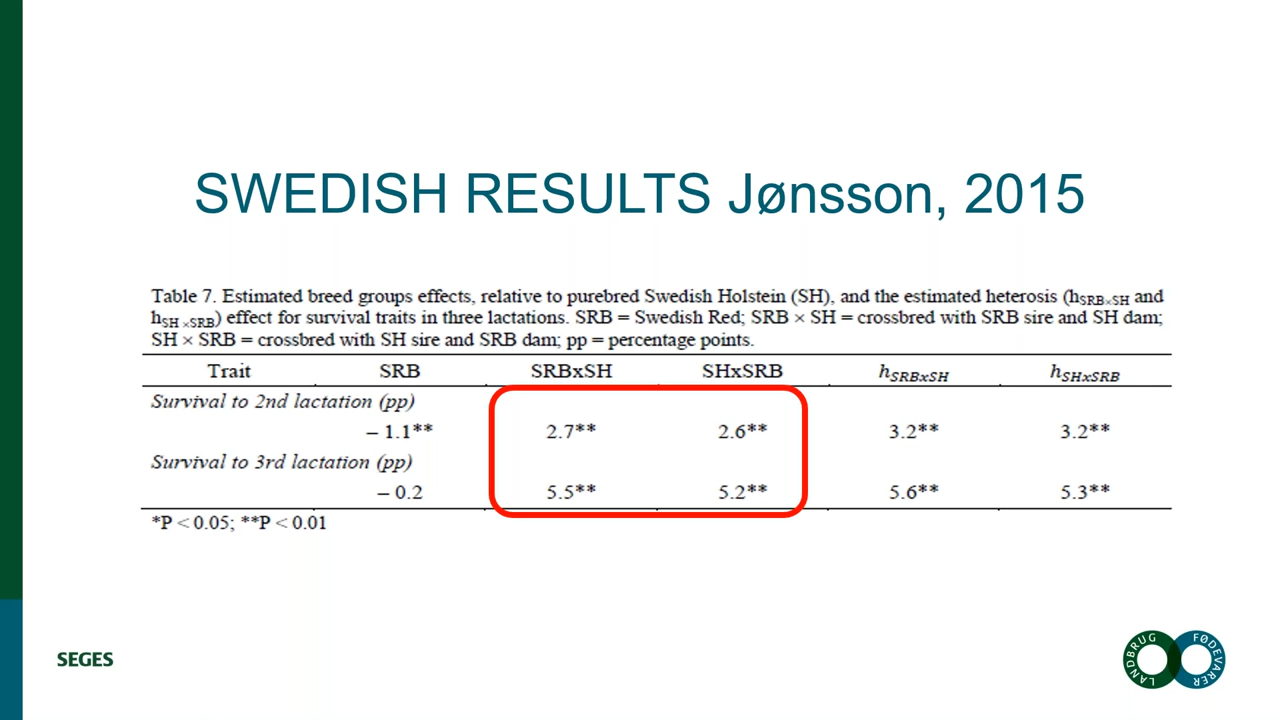 SWEDISH RESULTS Jønsson, 2015
Table 7. Estimated breed groups effects, relative to purebred Swedish Holstein (SH), and the estimated heterosis (hSRB×SH and
hSH ×SRB) effect for survival traits in three lactations. SRB = Swedish Red; SRB × SH = crossbred with SRB sire and SH dam;
SH × SRB = crossbred with SH sire and SRB dam; pp = percentage points.
Trait SRB SRBxSH SHxSRB hSRBxSH hSHxSRB
Survival to 2nd lactation (pp)
– 1.1** 2.7** 2.6** 3.2** 3.2**
Survival to 3rd lactation (pp)
– 0.2 5.5** 5.2** 5.6** 5.3**
*P < 0.05; **P < 0.01
SEGES
LANDBRUG FØDEVARER